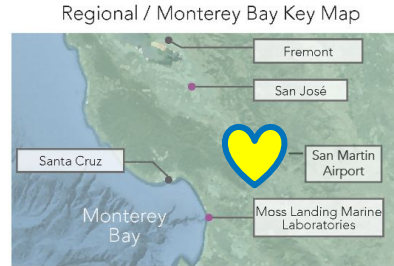 Regional / Monterey Bay Key Map
Fremont
San José
San Martin
Airport
Santa Cruz
Moss Landing Marine
Laboratories
Monterey
Bay